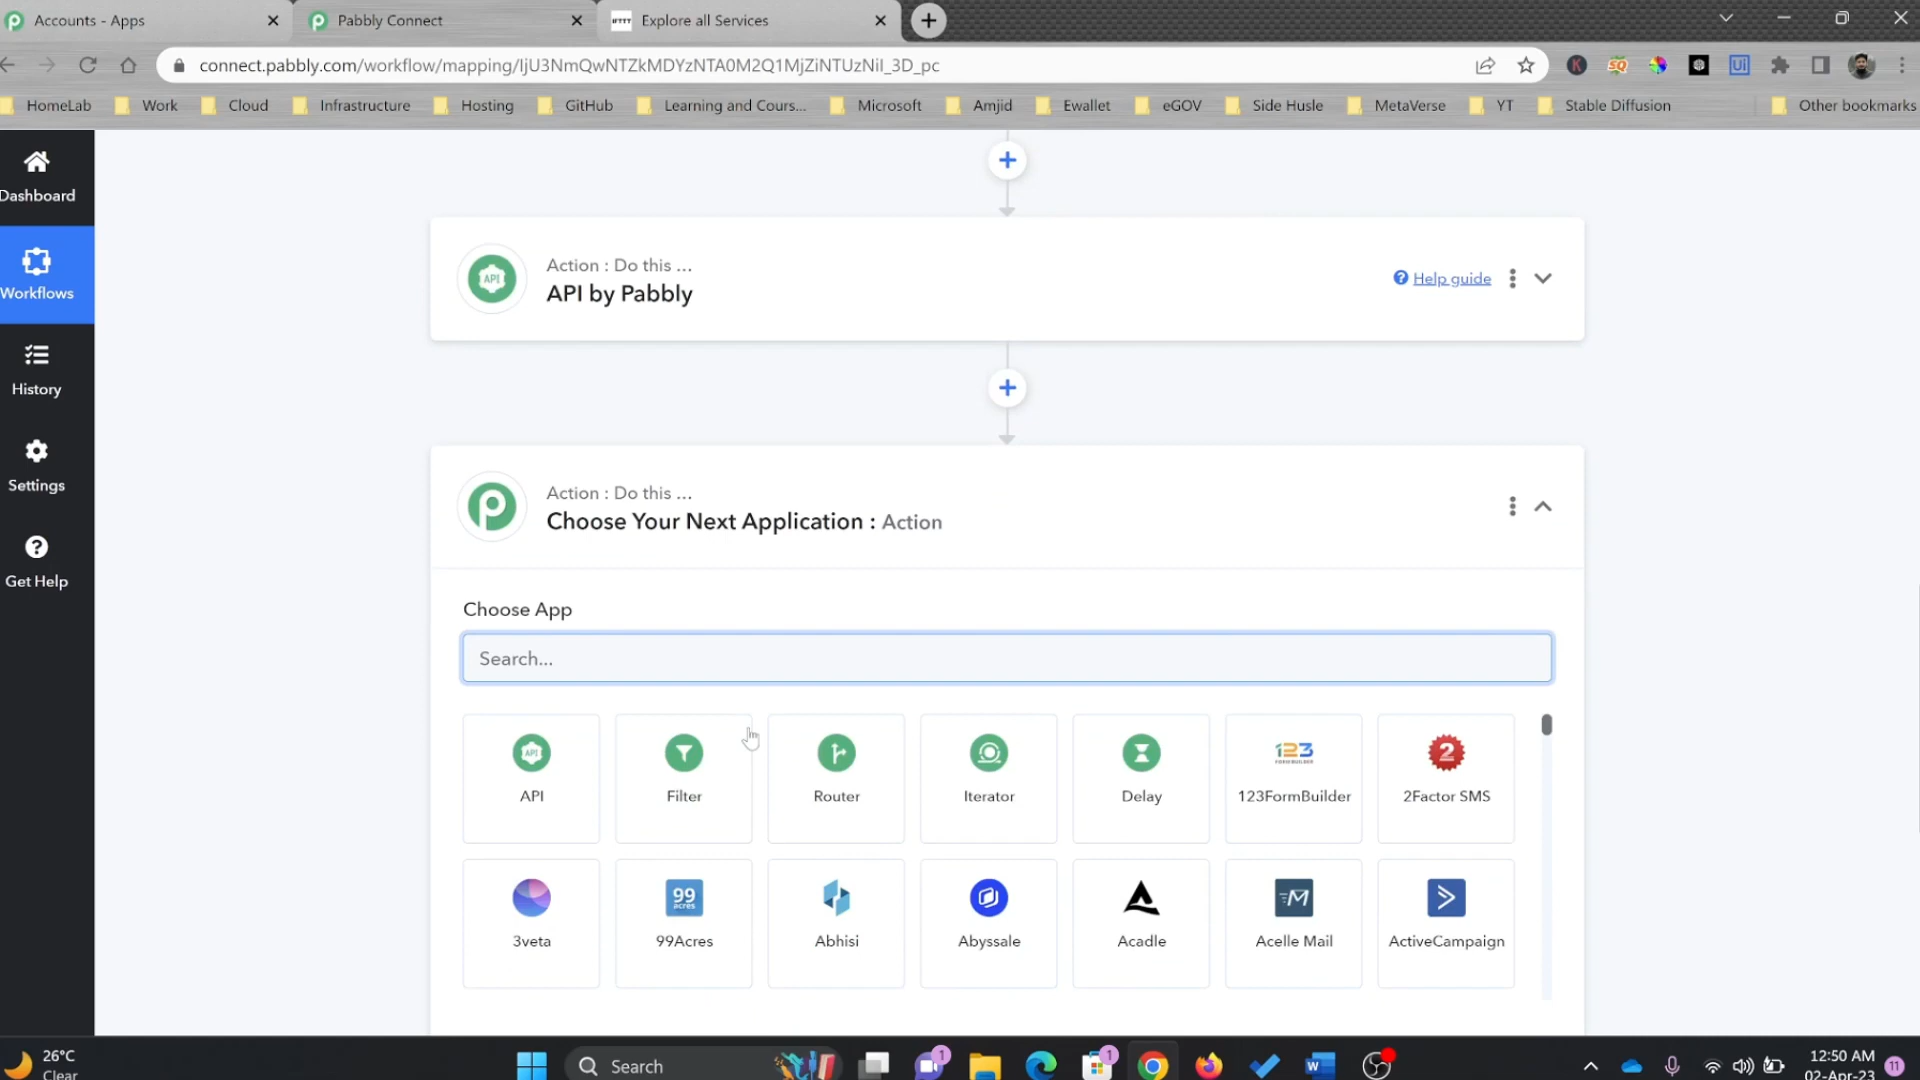 Accounts - Apps
Pabbly Connect
IFTTT Explore all Services
connect.pabbly.com/workflow/mapping/IjU3NmQwNTZkMDYzNTA0M2Q1MjZiNTUzNiI_3D_pc
HomeLab Work Cloud Infrastructure Hosting GitHub Learning and Cours... Microsoft Amjid Ewallet eGOV Side Husle MetaVerse YT Stable Diffusion Other bookmarks
Dashboard
Workflows
History
Settings
Get Help
API
Action : Do this ...
API by Pabbly
Help guide
Action : Do this ...
Choose Your Next Application : Action
Choose App
Search...
API Filter Router Iterator Delay 123FormBuilder 2Factor SMS
3veta 99Acres Abhisi Abyssale Acadle Acelle Mail ActiveCampaign
26°C
Clear
Search
12:50 AM
02-Apr-23
11